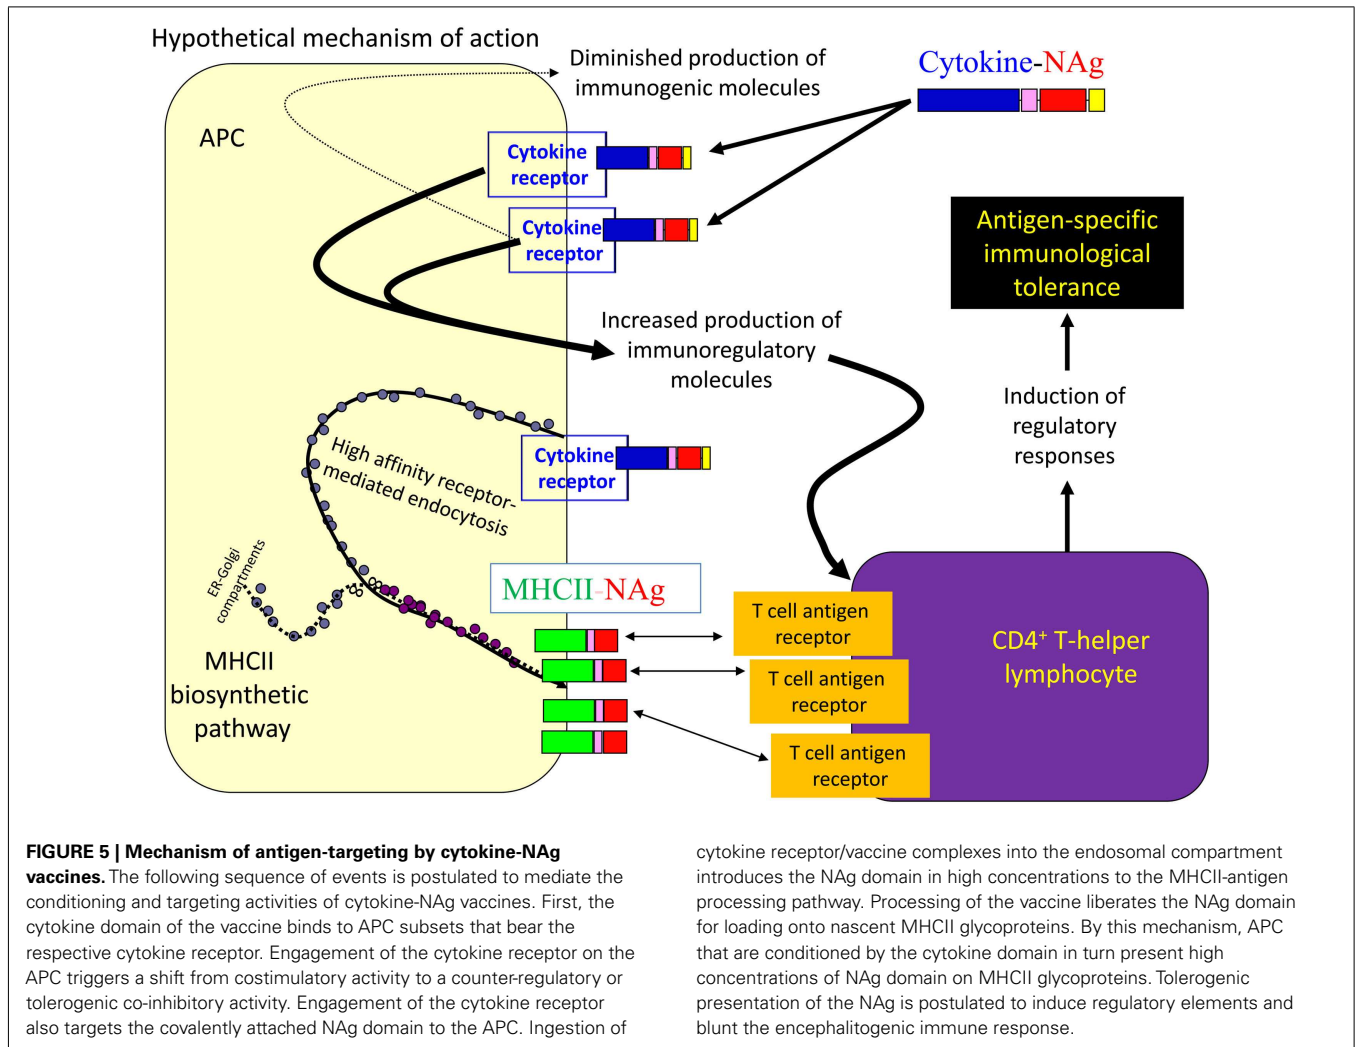 Hypothetical mechanism of action
Diminished production of
immunogenic molecules
Cytokine-NAg
APC
Cytokine
receptor
Cytokine
receptor
Antigen-specific
immunological
tolerance
Increased production of
immunoregulatory
molecules
Induction of
regulatory
responses
High affinity receptor-
mediated endocytosis
Cytokine
receptor
ER-Golgi
compartments
MHCII-NAg
MHCII
biosynthetic
pathway
T cell antigen
receptor
T cell antigen
receptor
T cell antigen
receptor
CD4⁺ T-helper
lymphocyte
FIGURE 5 | Mechanism of antigen-targeting by cytokine-NAg
vaccines. The following sequence of events is postulated to mediate the
conditioning and targeting activities of cytokine-NAg vaccines. First, the
cytokine domain of the vaccine binds to APC subsets that bear the
respective cytokine receptor. Engagement of the cytokine receptor on the
APC triggers a shift from costimulatory activity to a counter-regulatory or
tolerogenic co-inhibitory activity. Engagement of the cytokine receptor
also targets the covalently attached NAg domain to the APC. Ingestion of
cytokine receptor/vaccine complexes into the endosomal compartment
introduces the NAg domain in high concentrations to the MHCII-antigen
processing pathway. Processing of the vaccine liberates the NAg domain
for loading onto nascent MHCII glycoproteins. By this mechanism, APC
that are conditioned by the cytokine domain in turn present high
concentrations of NAg domain on MHCII glycoproteins. Tolerogenic
presentation of the NAg is postulated to induce regulatory elements and
blunt the encephalitogenic immune response.